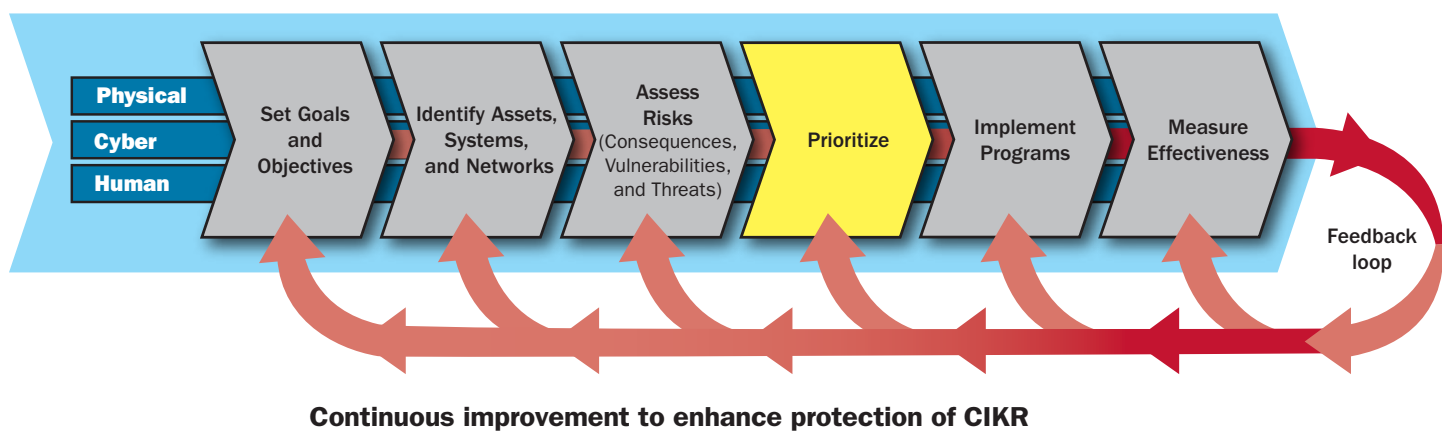 Physical
Cyber
Human
Set Goals
and
Objectives
Identify Assets,
Systems,
and Networks
Assess
Risks
(Consequences,
Vulnerabilities,
and Threats)
Prioritize
Implement
Programs
Measure
Effectiveness
Feedback
loop
Continuous improvement to enhance protection of CIKR